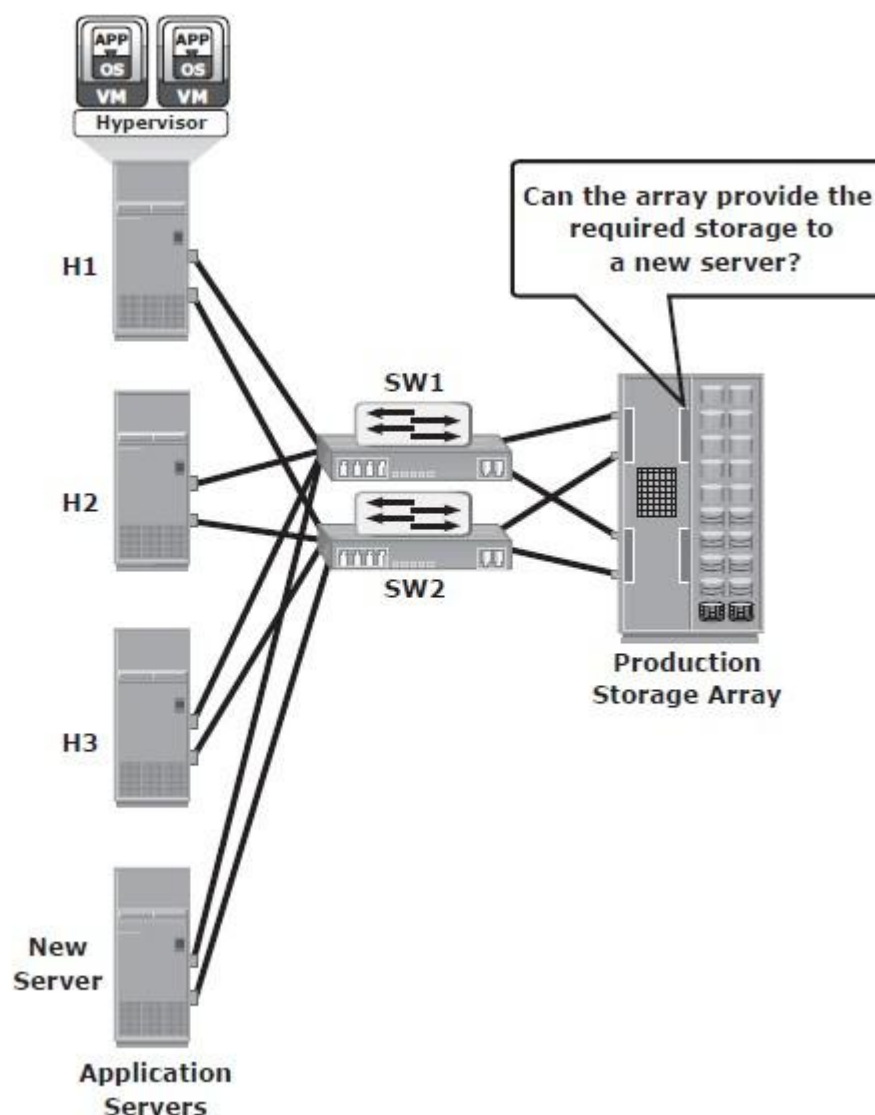 APP
APP
OS
OS
VM
VM
Hypervisor
H1
Can the array provide the
required storage to
a new server?
SW1
H2
SW2
Production
Storage Array
H3
New
Server
Application
Servers